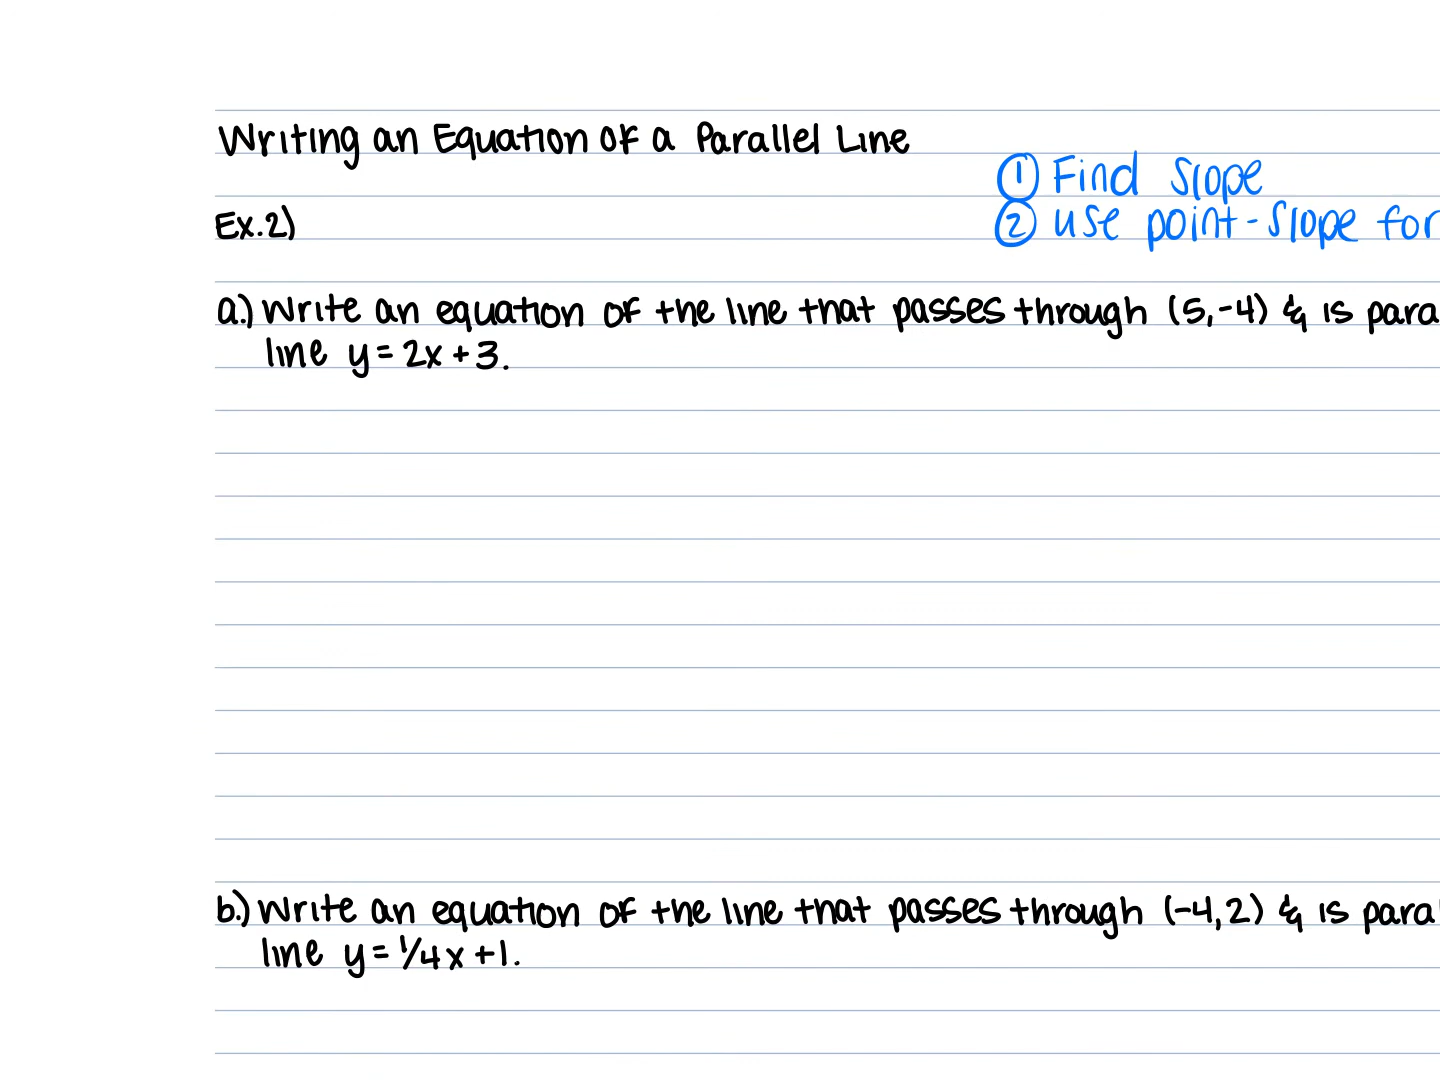 Writing an Equation of a Parallel Line
① Find slope
② use point-slope for
Ex.2)
a.) Write an equation of the line that passes through (5,-4) & is para
line y = 2x + 3.
b.) Write an equation of the line that passes through (-4,2) & is paral
line y = 1/4x + 1.